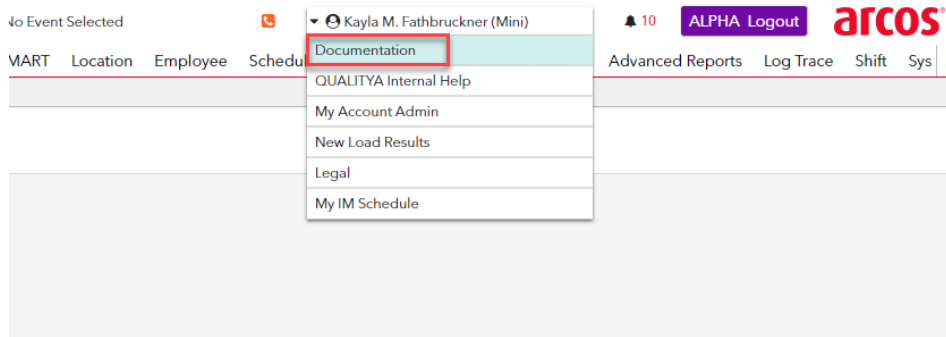 No Event Selected
Kayla M. Fathbruckner (Mini)
10
ALPHA Logout
arcos
MART Location Employee Schedul
Advanced Reports Log Trace Shift Sys
Documentation
QUALITYA Internal Help
My Account Admin
New Load Results
Legal
My IM Schedule